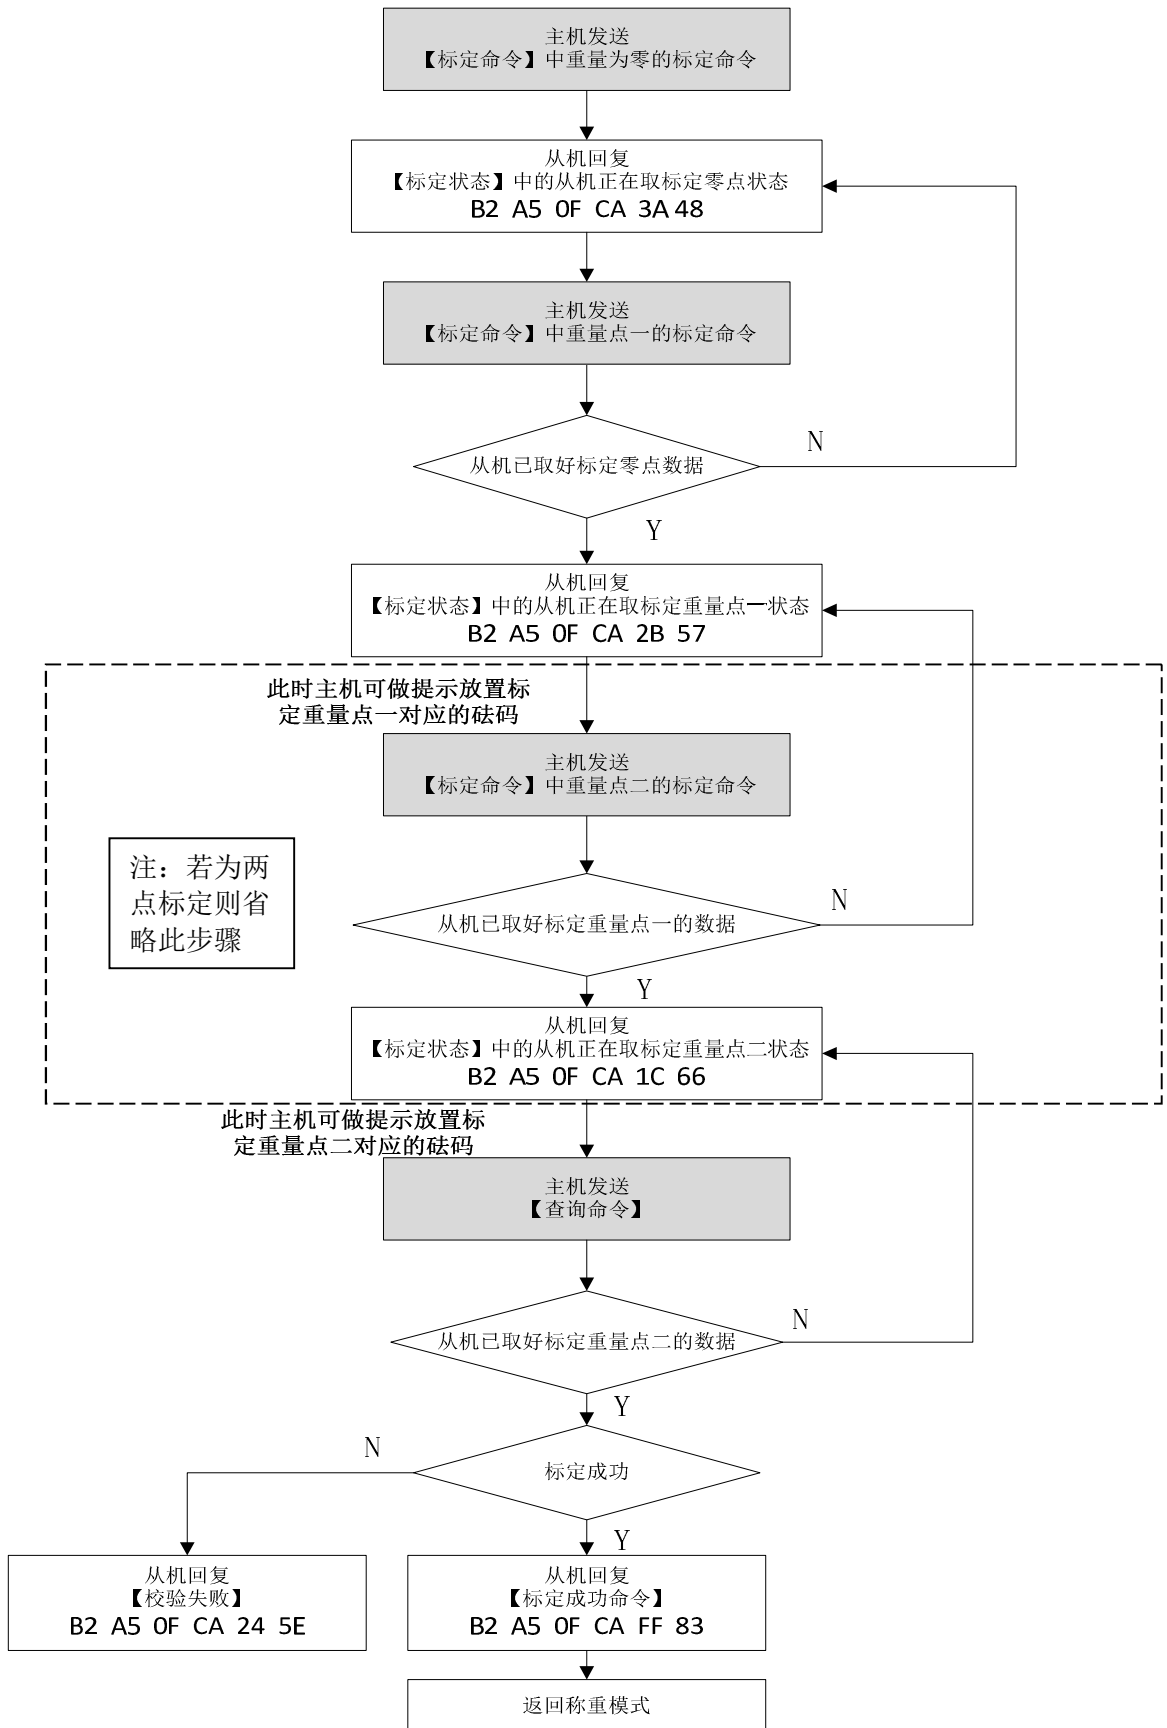 主机发送
【标定命令】中重量为零的标定命令
从机回复
【标定状态】中的从机正在取标定零点状态
B2 A5 0F CA 3A 48
主机发送
【标定命令】中重量点一的标定命令
从机已取好标定零点数据
N
Y
从机回复
【标定状态】中的从机正在取标定重量点一状态
B2 A5 0F CA 2B 57
此时主机可做提示放置标
定重量点一对应的砝码
主机发送
【标定命令】中重量点二的标定命令
注：若为两
点标定则省
略此步骤
从机已取好标定重量点一的数据
N
Y
从机回复
【标定状态】中的从机正在取标定重量点二状态
B2 A5 0F CA 1C 66
此时主机可做提示放置标
定重量点二对应的砝码
主机发送
【查询命令】
从机已取好标定重量点二的数据
N
Y
标定成功
N
Y
从机回复
【校验失败】
B2 A5 0F CA 24 5E
从机回复
【标定成功命令】
B2 A5 0F CA FF 83
返回称重模式